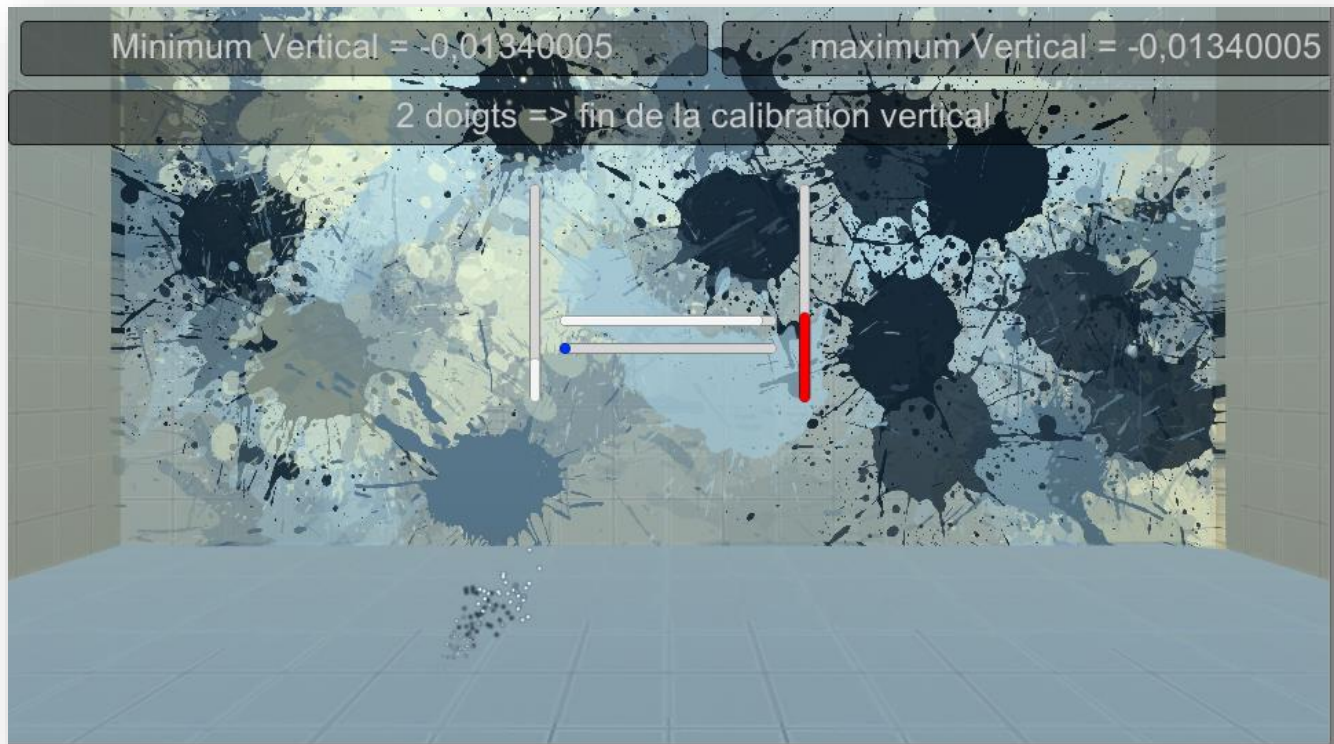 Minimum Vertical = -0,01340005
maximum Vertical = -0,01340005
2 doigts => fin de la calibration vertical